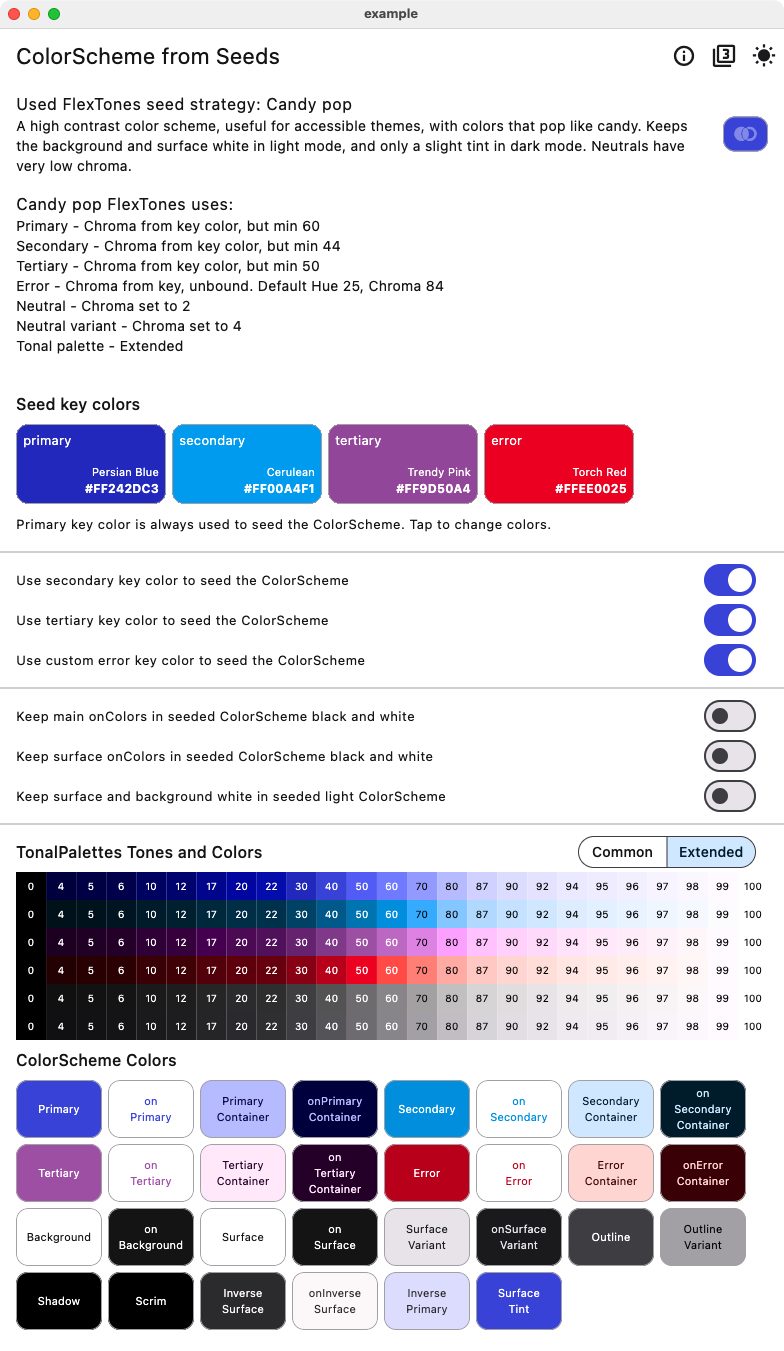 example
ColorScheme from Seeds
3
Used FlexTones seed strategy: Candy pop
A high contrast color scheme, useful for accessible themes, with colors that pop like candy. Keeps
the background and surface white in light mode, and only a slight tint in dark mode. Neutrals have
very low chroma.
Candy pop FlexTones uses:
Primary - Chroma from key color, but min 60
Secondary - Chroma from key color, but min 44
Tertiary - Chroma from key color, but min 50
Error - Chroma from key, unbound. Default Hue 25, Chroma 84
Neutral - Chroma set to 2
Neutral variant - Chroma set to 4
Tonal palette - Extended
Seed key colors
primary
Persian Blue
#FF242DC3
secondary
Cerulean
#FF00A4F1
tertiary
Trendy Pink
#FF9D50A4
error
Torch Red
#FFEE0025
Primary key color is always used to seed the ColorScheme. Tap to change colors.
Use secondary key color to seed the ColorScheme
Use tertiary key color to seed the ColorScheme
Use custom error key color to seed the ColorScheme
Keep main onColors in seeded ColorScheme black and white
Keep surface onColors in seeded ColorScheme black and white
Keep surface and background white in seeded light ColorScheme
TonalPalettes Tones and Colors
Common Extended
0 4 5 6 10 12 17 20 22 30 40 50 60 70 80 87 90 92 94 95 96 97 98 99 100
0 4 5 6 10 12 17 20 22 30 40 50 60 70 80 87 90 92 94 95 96 97 98 99 100
0 4 5 6 10 12 17 20 22 30 40 50 60 70 80 87 90 92 94 95 96 97 98 99 100
0 4 5 6 10 12 17 20 22 30 40 50 60 70 80 87 90 92 94 95 96 97 98 99 100
0 4 5 6 10 12 17 20 22 30 40 50 60 70 80 87 90 92 94 95 96 97 98 99 100
0 4 5 6 10 12 17 20 22 30 40 50 60 70 80 87 90 92 94 95 96 97 98 99 100
ColorScheme Colors
Primary
on
Primary
Primary
Container
onPrimary
Container
Secondary
on
Secondary
Secondary
Container
on
Secondary
Container
Tertiary
on
Tertiary
Tertiary
Container
on
Tertiary
Container
Error
on
Error
Error
Container
onError
Container
Background
on
Background
Surface
on
Surface
Surface
Variant
onSurface
Variant
Outline
Outline
Variant
Shadow
Scrim
Inverse
Surface
onInverse
Surface
Inverse
Primary
Surface
Tint